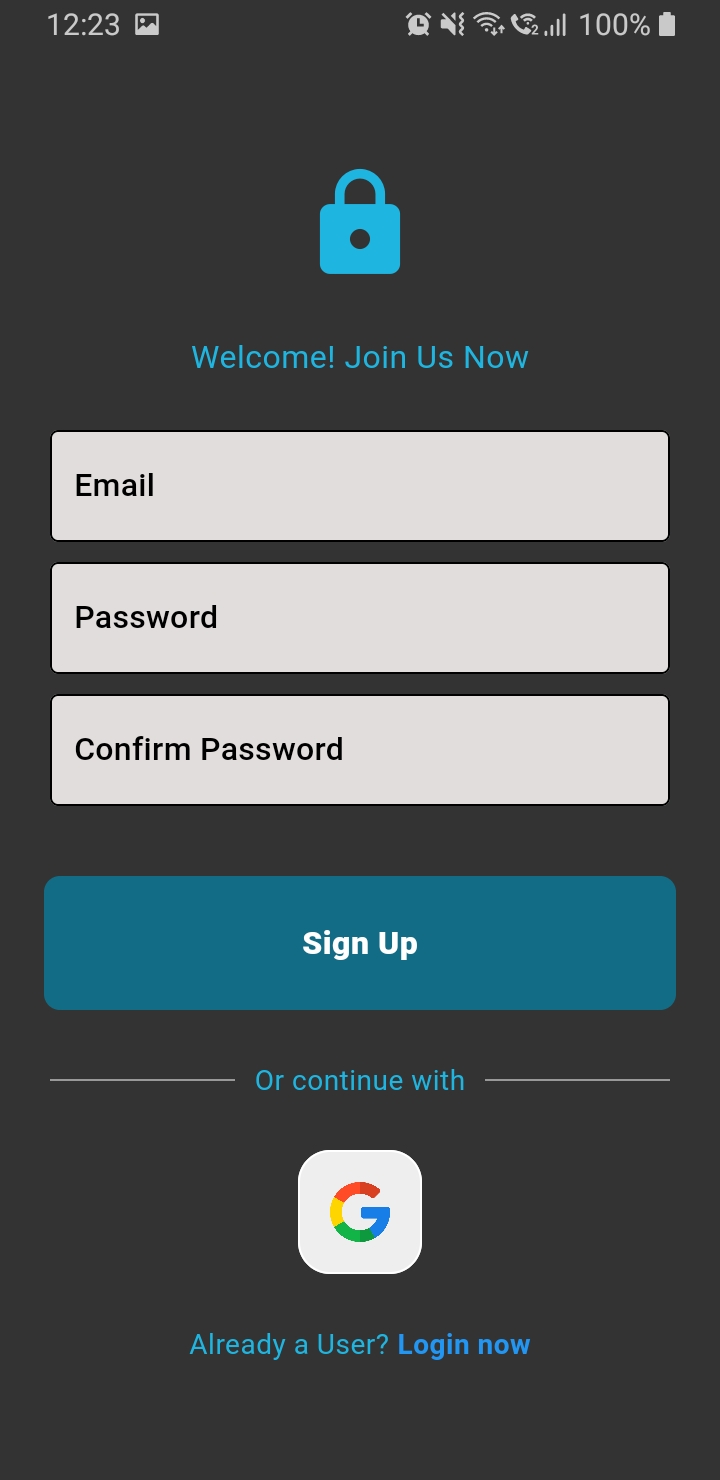 12:23 100%
Welcome! Join Us Now
Email
Password
Confirm Password
Sign Up
Or continue with
Already a User? Login now